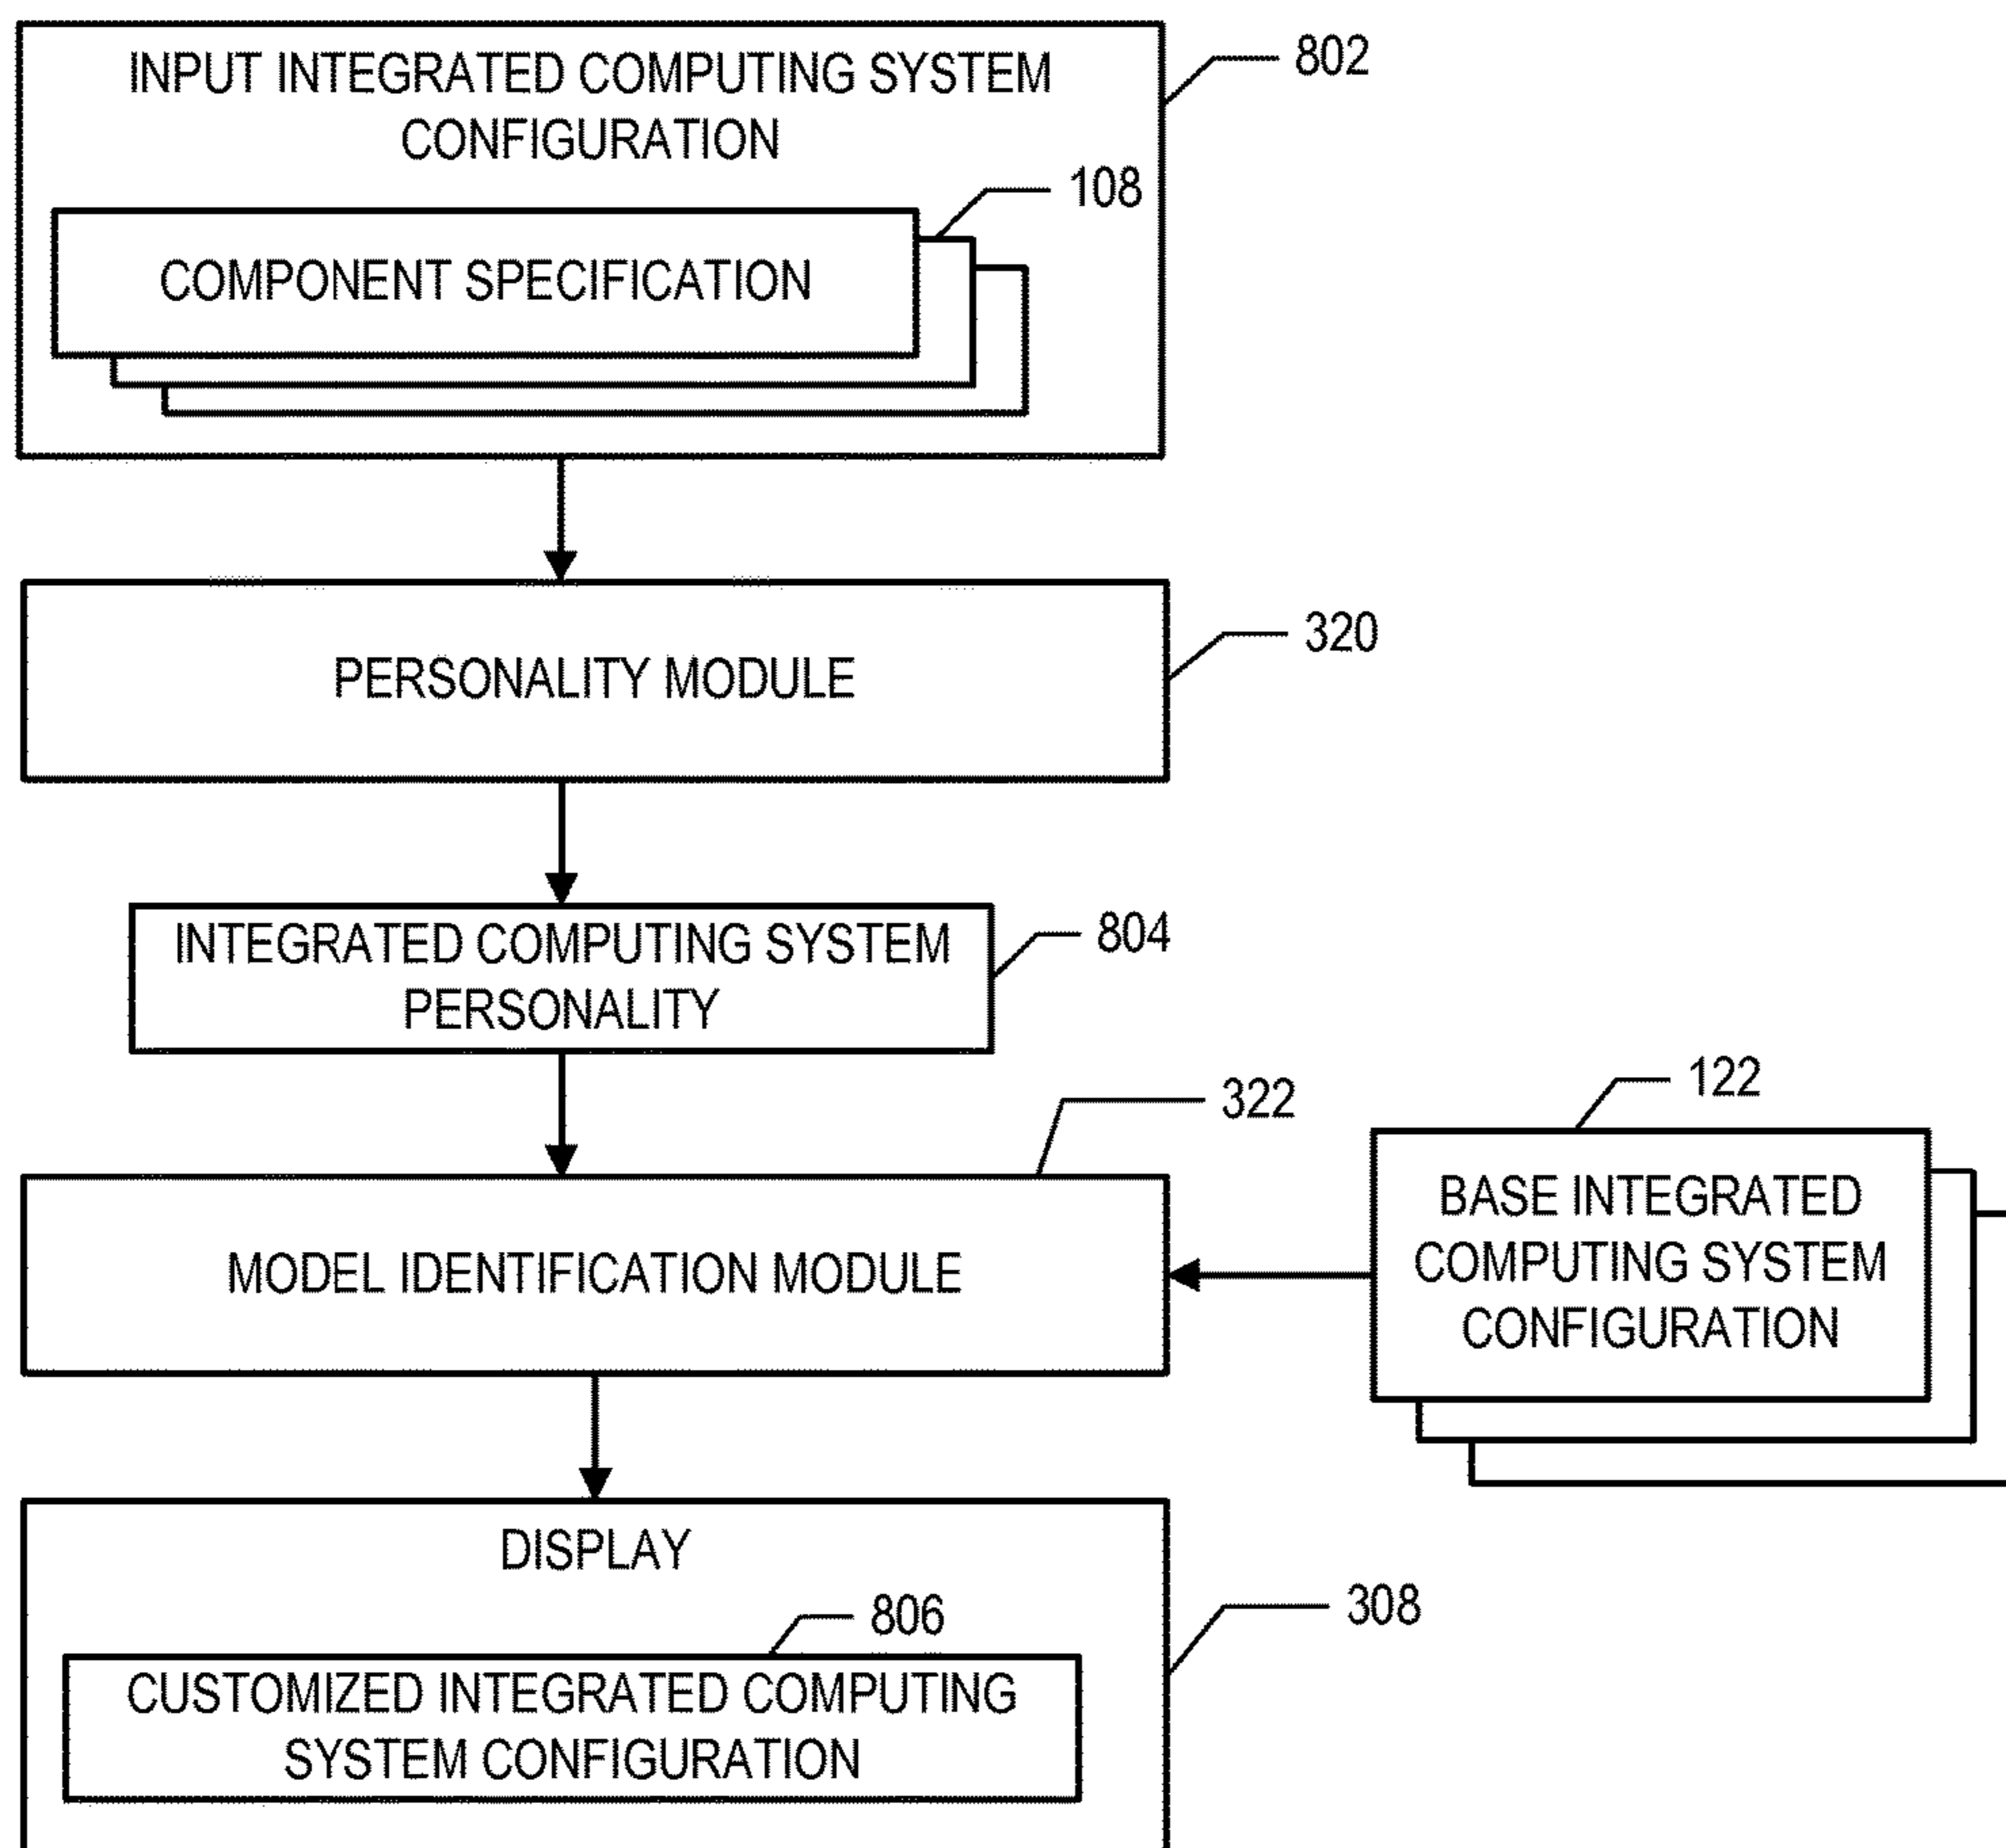 INPUT INTEGRATED COMPUTING SYSTEM
CONFIGURATION
802
108
COMPONENT SPECIFICATION
PERSONALITY MODULE
320
INTEGRATED COMPUTING SYSTEM
PERSONALITY
804
322
122
MODEL IDENTIFICATION MODULE
BASE INTEGRATED
COMPUTING SYSTEM
CONFIGURATION
DISPLAY
308
806
CUSTOMIZED INTEGRATED COMPUTING
SYSTEM CONFIGURATION